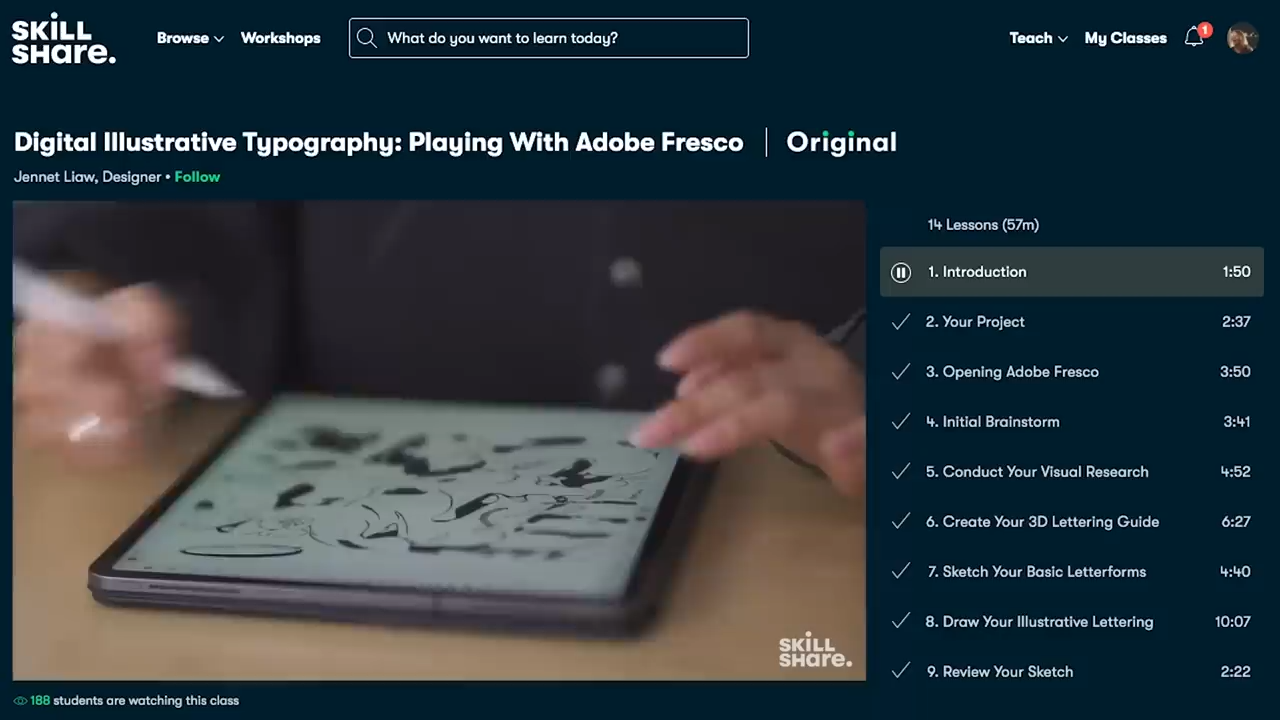 SKILL
SHARE.
Browse
Workshops
What do you want to learn today?
Teach
My Classes
1
Digital Illustrative Typography: Playing With Adobe Fresco | Original
Jennet Liaw, Designer • Follow
14 Lessons (57m)
1. Introduction 1:50
2. Your Project 2:37
3. Opening Adobe Fresco 3:50
4. Initial Brainstorm 3:41
5. Conduct Your Visual Research 4:52
6. Create Your 3D Lettering Guide 6:27
7. Sketch Your Basic Letterforms 4:40
8. Draw Your Illustrative Lettering 10:07
9. Review Your Sketch 2:22
SKILL
SHARE.
188 students are watching this class